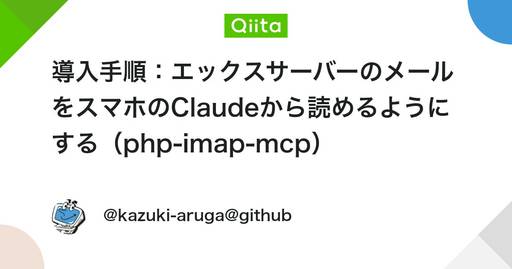 Qiita
導入手順：エックスサーバーのメール
をスマホのClaudeから読めるように
する（php-imap-mcp）
@kazuki-aruga@github